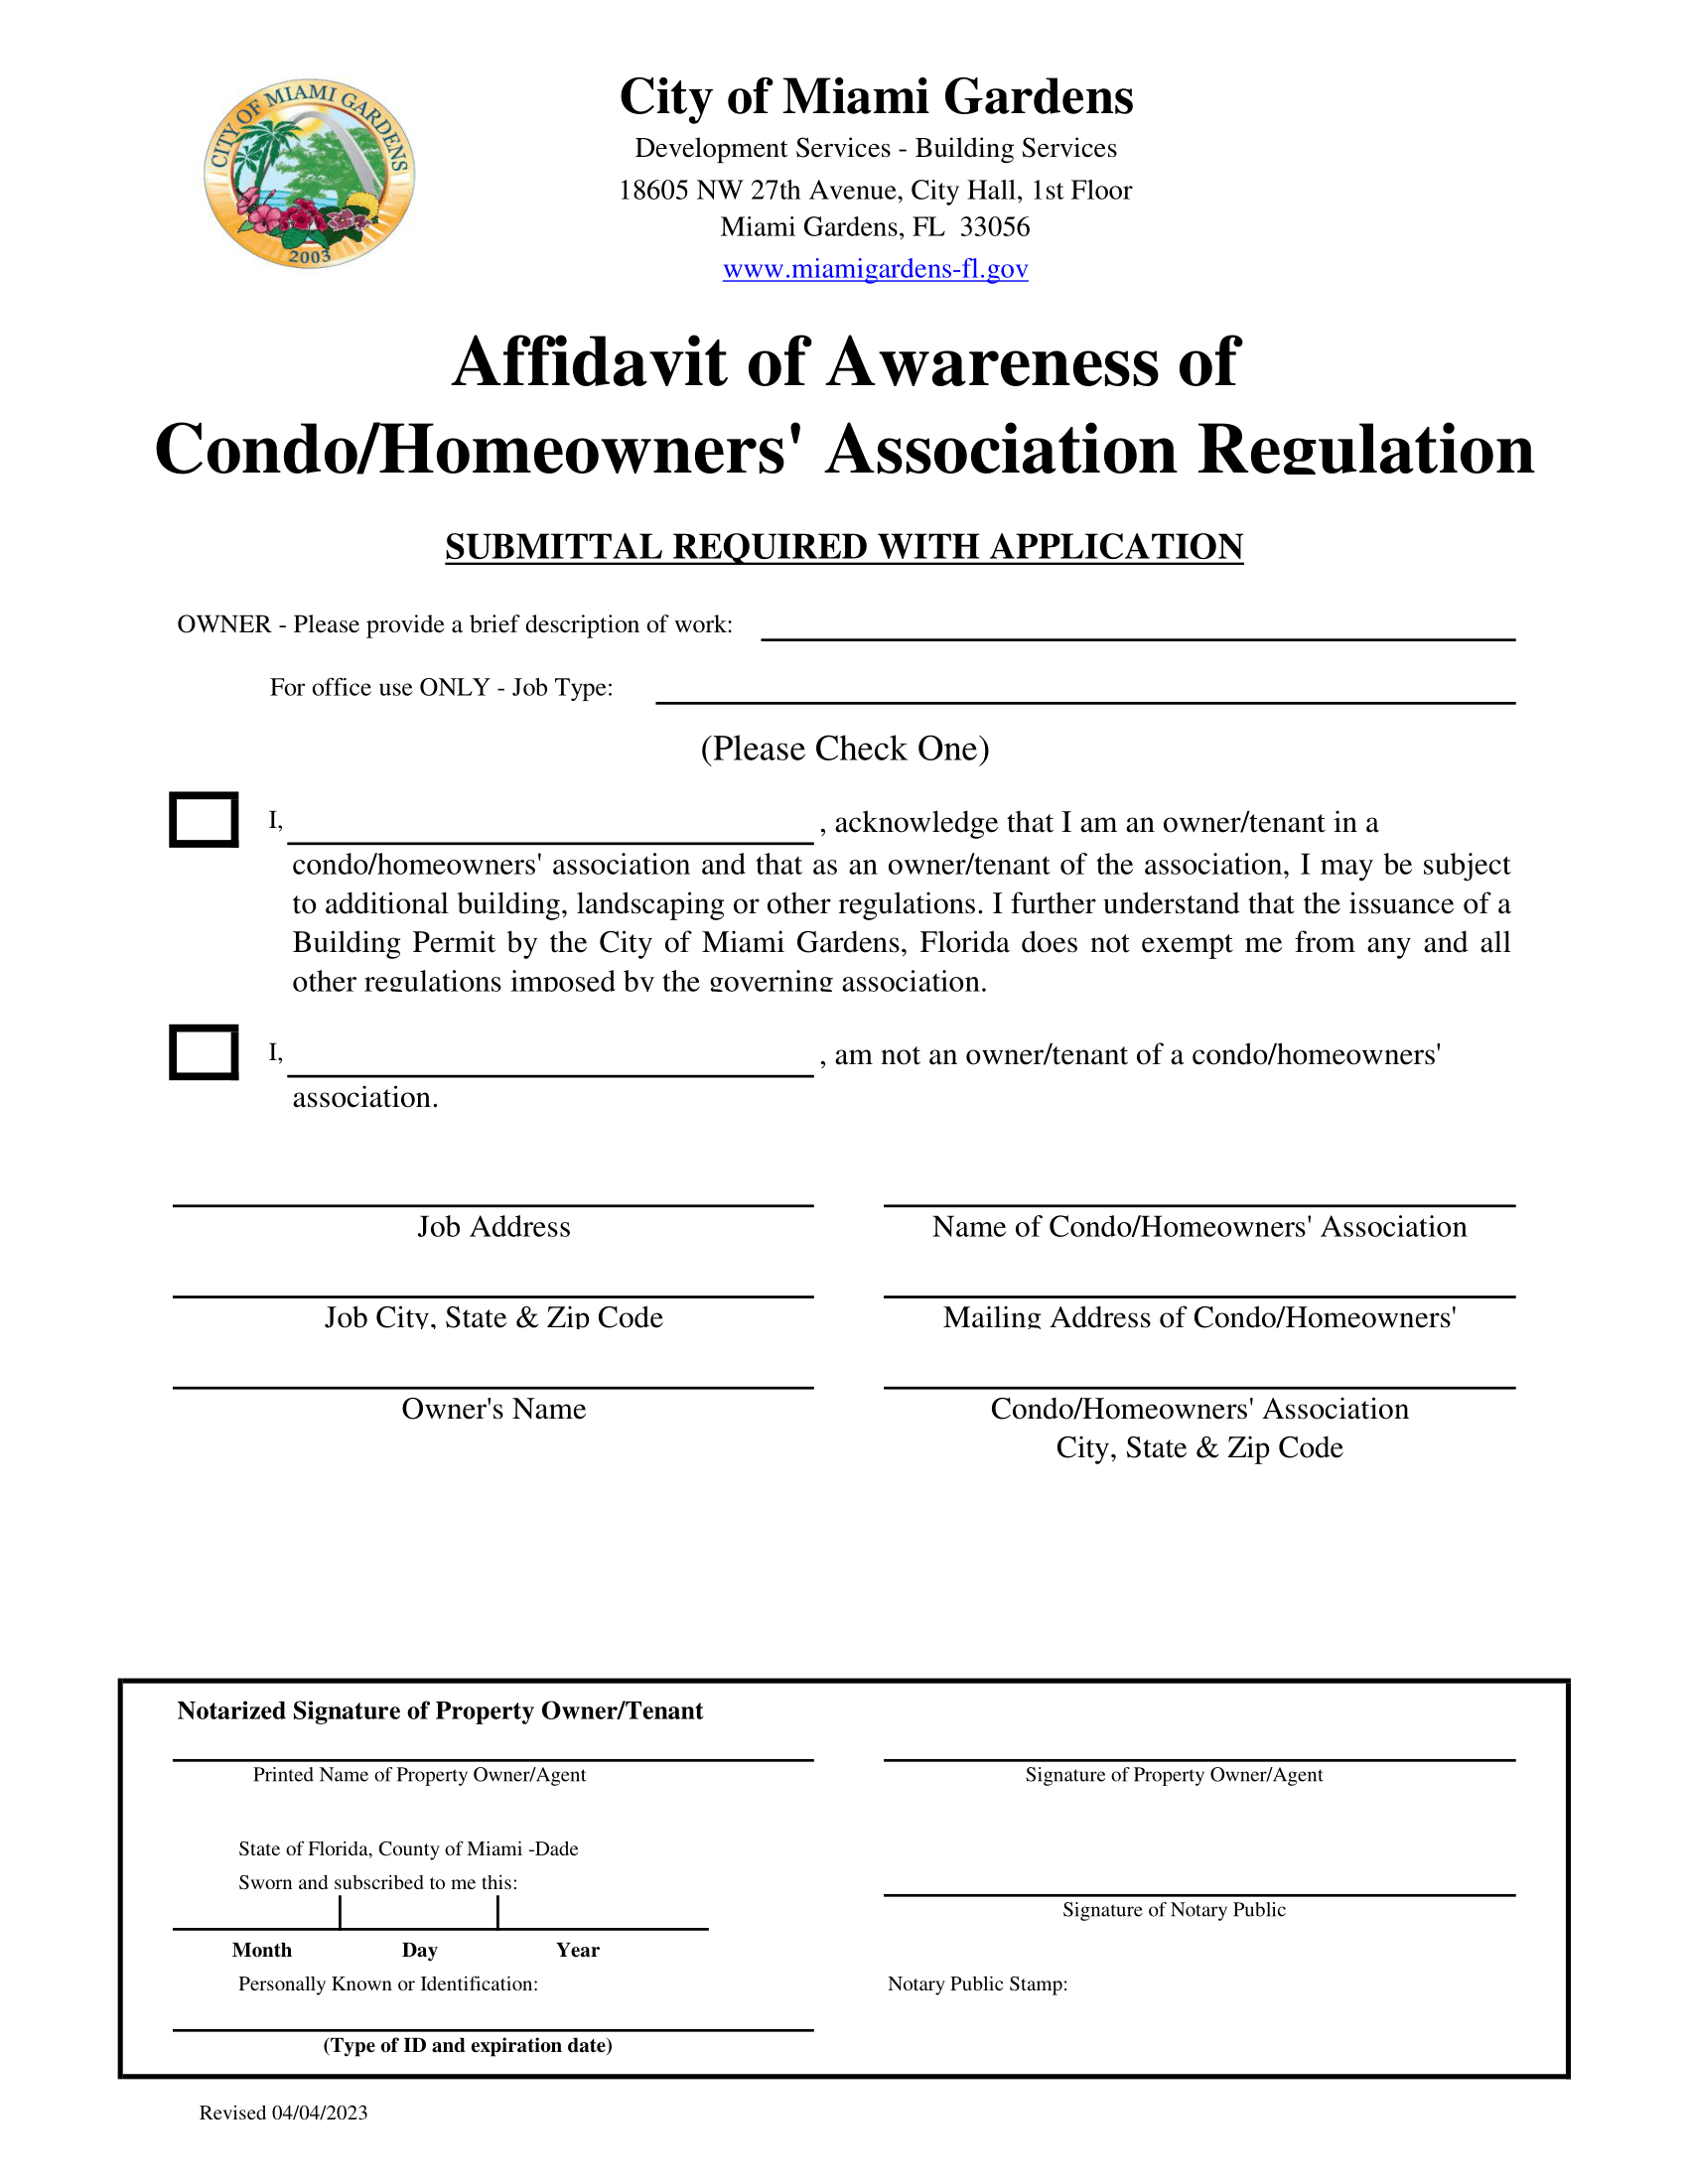 CITY OF MIAMI GARDENS
2003
City of Miami Gardens
Development Services - Building Services
18605 NW 27th Avenue, City Hall, 1st Floor
Miami Gardens, FL  33056
www.miamigardens-fl.gov
Affidavit of Awareness of
Condo/Homeowners' Association Regulation
SUBMITTAL REQUIRED WITH APPLICATION
OWNER - Please provide a brief description of work:
For office use ONLY - Job Type:
(Please Check One)
I, , acknowledge that I am an owner/tenant in a
condo/homeowners' association and that as an owner/tenant of the association, I may be subject
to additional building, landscaping or other regulations. I further understand that the issuance of a
Building Permit by the City of Miami Gardens, Florida does not exempt me from any and all
other regulations imposed by the governing association.
I, , am not an owner/tenant of a condo/homeowners'
association.
Job Address
Name of Condo/Homeowners' Association
Job City, State & Zip Code
Mailing Address of Condo/Homeowners'
Owner's Name
Condo/Homeowners' Association
City, State & Zip Code
Notarized Signature of Property Owner/Tenant
Printed Name of Property Owner/Agent
Signature of Property Owner/Agent
State of Florida, County of Miami -Dade
Sworn and subscribed to me this:
Signature of Notary Public
Month Day Year
Personally Known or Identification:
Notary Public Stamp:
(Type of ID and expiration date)
Revised 04/04/2023